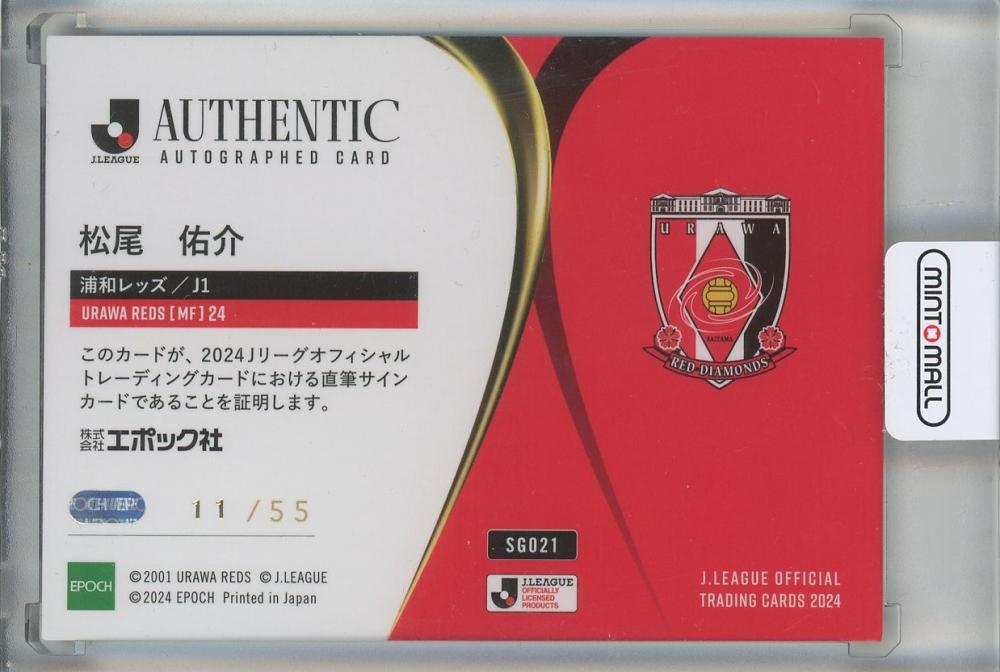 J.LEAGUE
AUTHENTIC
AUTOGRAPHED CARD
松尾 佑介
浦和レッズ／J1
URAWA REDS [MF] 24
このカードが、2024Jリーグオフィシャル
トレーディングカードにおける直筆サイン
カードであることを証明します。
株式会社エポック社
11/55
EPOCH
©2001 URAWA REDS ©J.LEAGUE
©2024 EPOCH Printed in Japan
URAWA
SAITAMA
RED DIAMONDS
SG021
J.LEAGUE
OFFICIALLY
LICENSED
PRODUCTS
J.LEAGUE OFFICIAL
TRADING CARDS 2024
MINT MALL